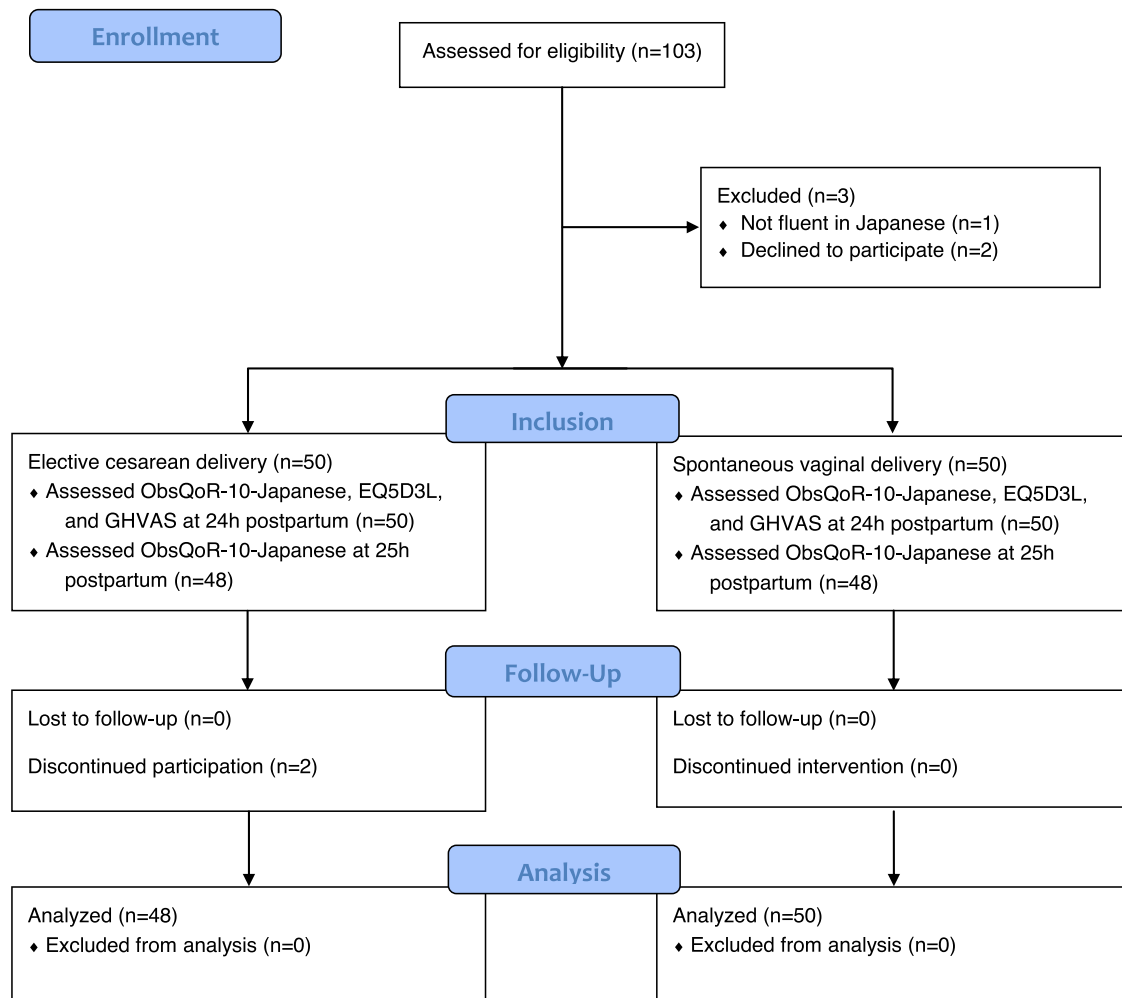 Enrollment
Assessed for eligibility (n=103)
Excluded (n=3)
♦ Not fluent in Japanese (n=1)
♦ Declined to participate (n=2)
Inclusion
Elective cesarean delivery (n=50)
♦ Assessed ObsQoR-10-Japanese, EQ5D3L,
and GHVAS at 24h postpartum (n=50)
♦ Assessed ObsQoR-10-Japanese at 25h
postpartum (n=48)
Spontaneous vaginal delivery (n=50)
♦ Assessed ObsQoR-10-Japanese, EQ5D3L,
and GHVAS at 24h postpartum (n=50)
♦ Assessed ObsQoR-10-Japanese at 25h
postpartum (n=48)
Follow-Up
Lost to follow-up (n=0)
Discontinued participation (n=2)
Lost to follow-up (n=0)
Discontinued intervention (n=0)
Analysis
Analyzed (n=48)
♦ Excluded from analysis (n=0)
Analyzed (n=50)
♦ Excluded from analysis (n=0)